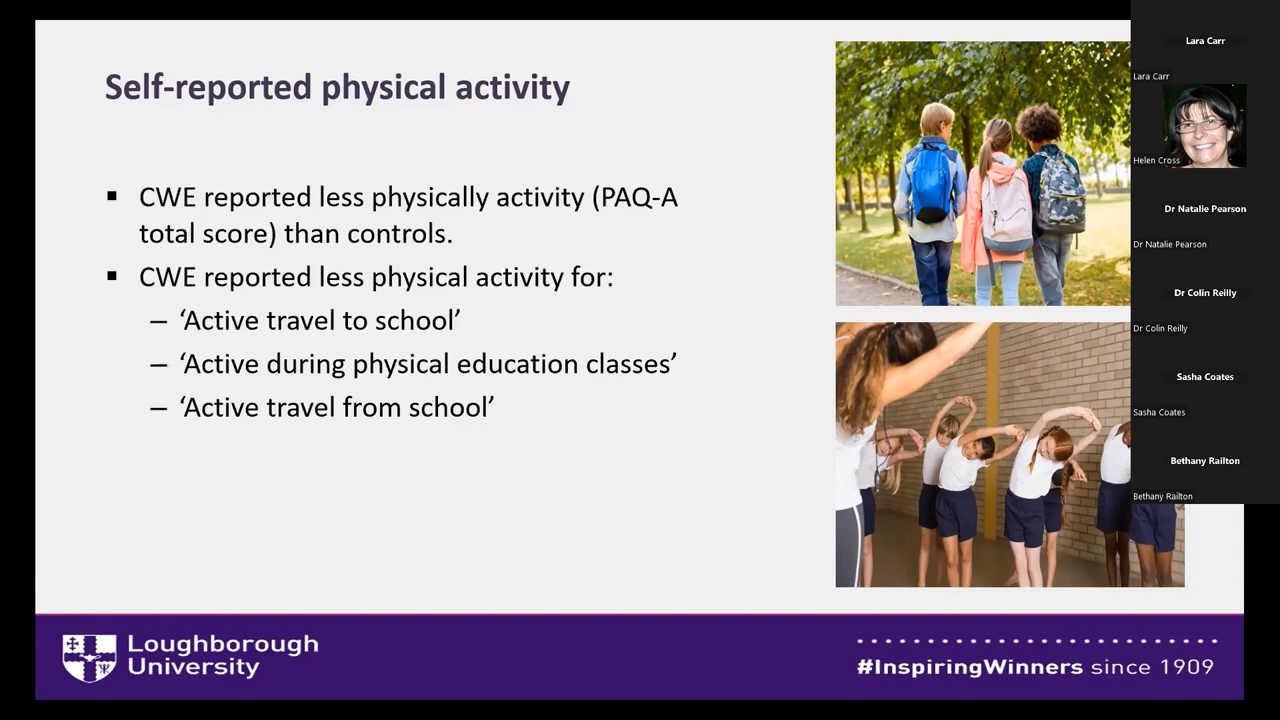 Self-reported physical activity
▪ CWE reported less physically activity (PAQ-A
total score) than controls.
▪ CWE reported less physical activity for:
– ‘Active travel to school’
– ‘Active during physical education classes’
– ‘Active travel from school’
Loughborough
University
#InspiringWinners since 1909
Lara Carr
Lara Carr
Helen Cross
Dr Natalie Pearson
Dr Natalie Pearson
Dr Colin Reilly
Dr Colin Reilly
Sasha Coates
Sasha Coates
Bethany Railton
Bethany Railton